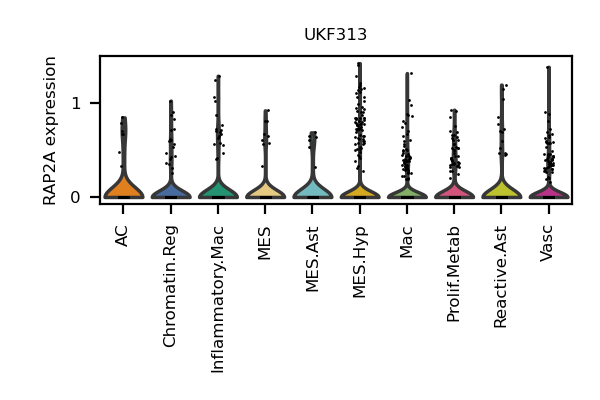 UKF313
RAP2A expression
1
0
AC
Chromatin.Reg
Inflammatory.Mac
MES
MES.Ast
MES.Hyp
Mac
Prolif.Metab
Reactive.Ast
Vasc